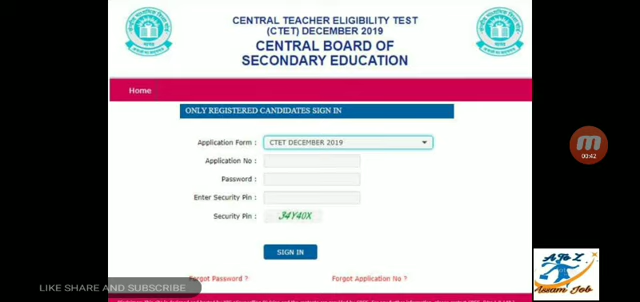 CENTRAL TEACHER ELIGIBILITY TEST
(CTET) DECEMBER 2019
CENTRAL BOARD OF
SECONDARY EDUCATION
Home
ONLY REGISTERED CANDIDATES SIGN IN
Application Form : CTET DECEMBER 2019
Application No :
Password :
Enter Security Pin :
Security Pin : 34Y40X
SIGN IN
Forgot Password ?
Forgot Application No ?
00:42
LIKE SHARE AND SUBSCRIBE
A to Z
Assam Job